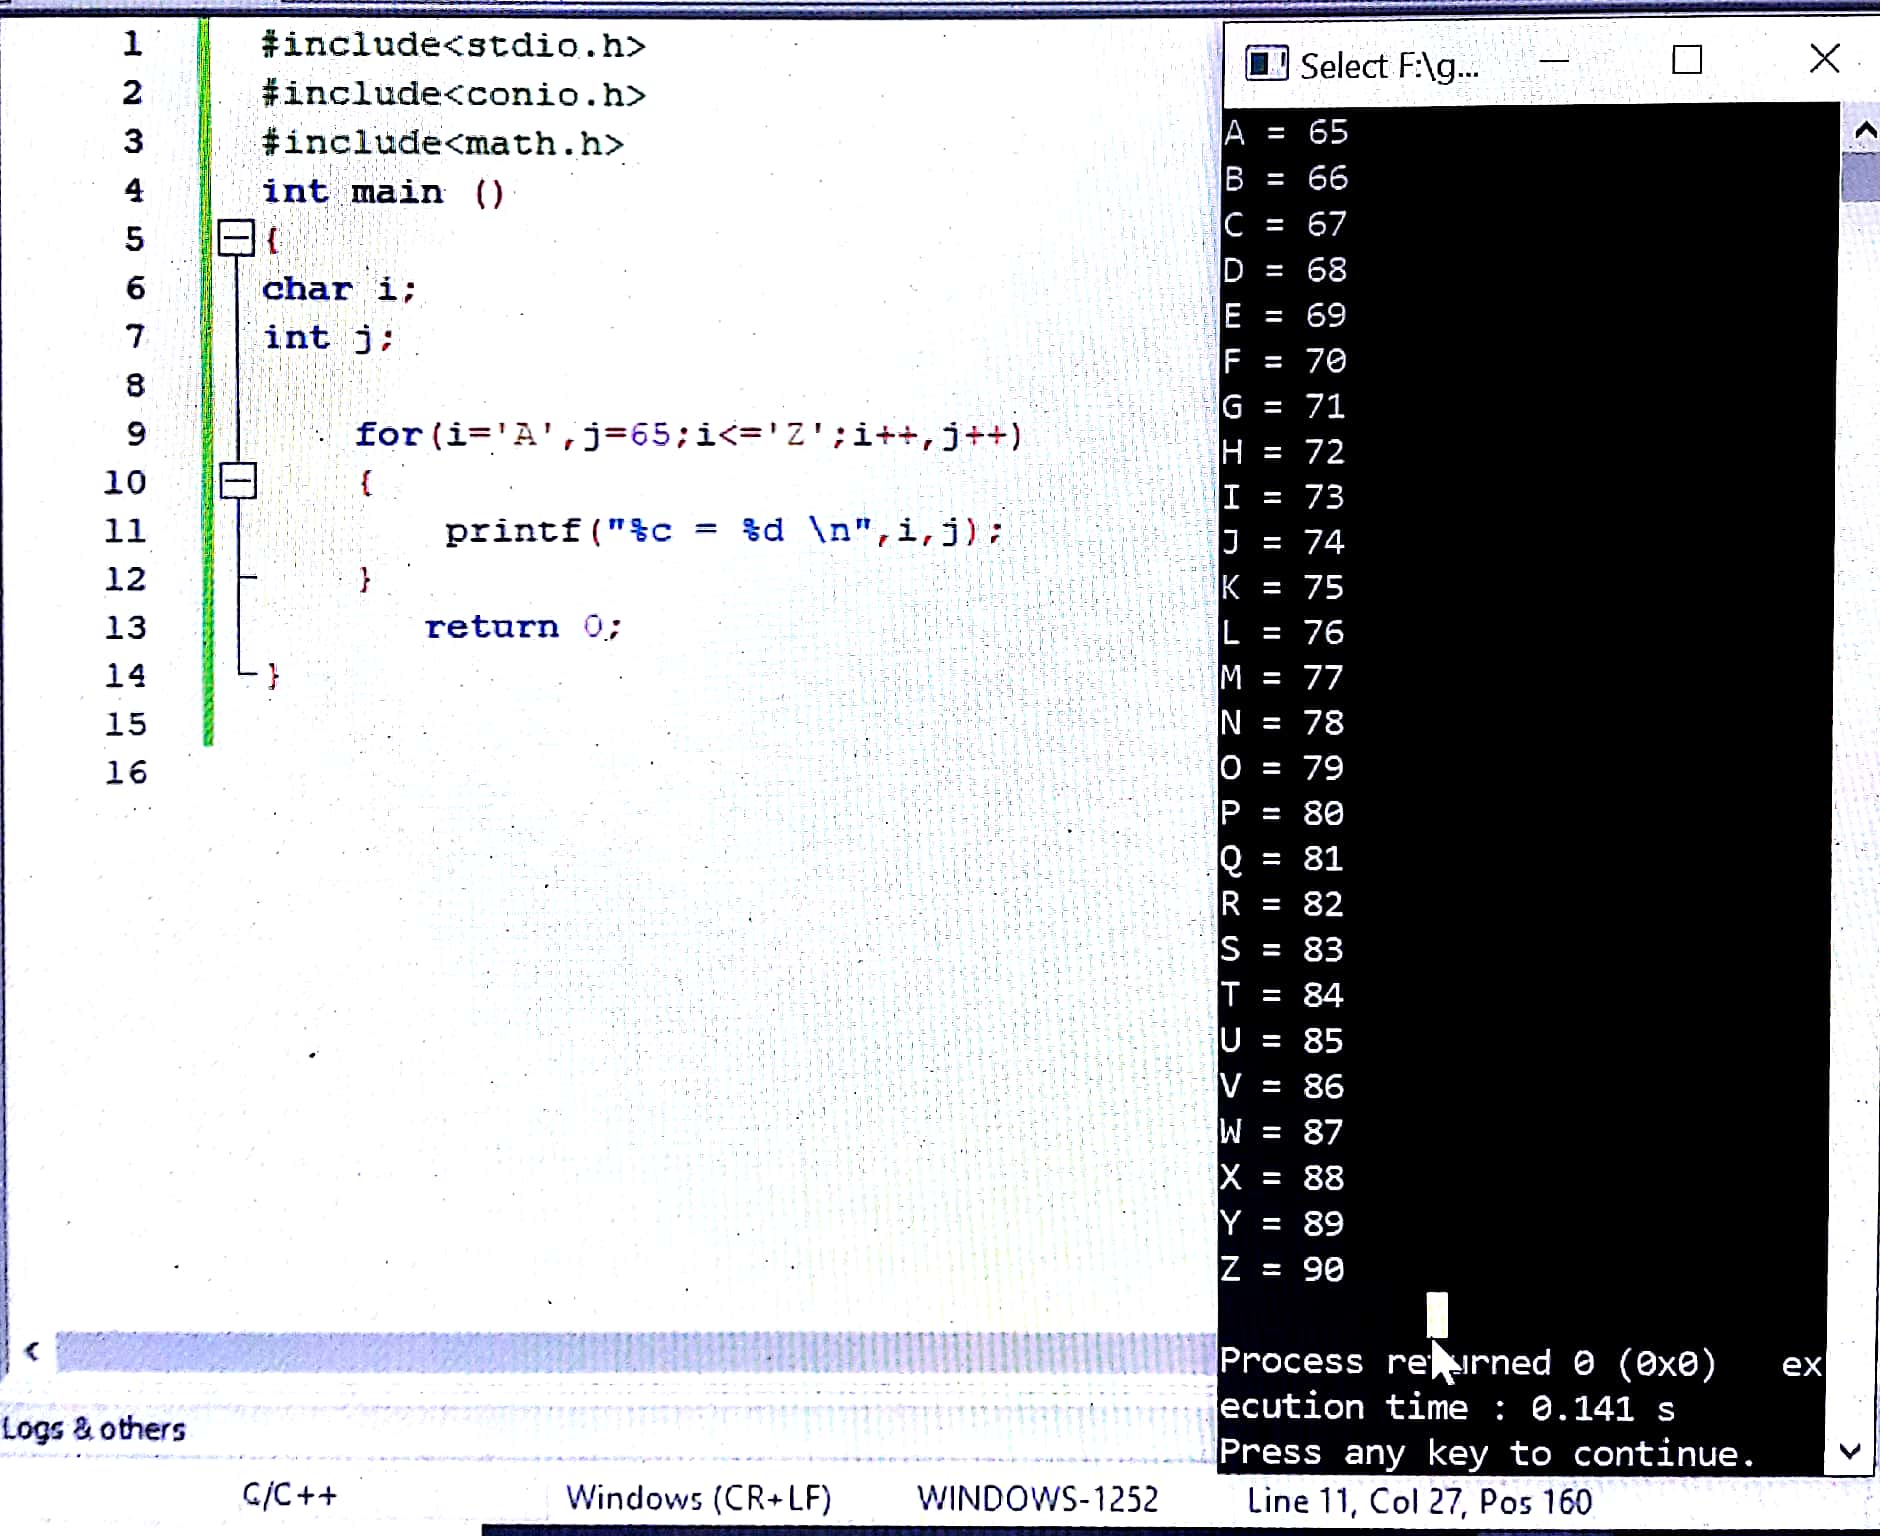 1 #include<stdio.h>
2 #include<conio.h>
3 #include<math.h>
4 int main ()
5 {
6 char i;
7 int j;
8
9 for(i='A',j=65;i<='Z';i++,j++)
10 {
11 printf("%c = %d \n",i,j);
12 }
13 return 0;
14 }
15
16
Select F:\g...
A = 65
B = 66
C = 67
D = 68
E = 69
F = 70
G = 71
H = 72
I = 73
J = 74
K = 75
L = 76
M = 77
N = 78
O = 79
P = 80
Q = 81
R = 82
S = 83
T = 84
U = 85
V = 86
W = 87
X = 88
Y = 89
Z = 90
Process returned 0 (0x0) ex
ecution time : 0.141 s
Press any key to continue.
Logs & others
C/C++ Windows (CR+LF) WINDOWS-1252 Line 11, Col 27, Pos 160